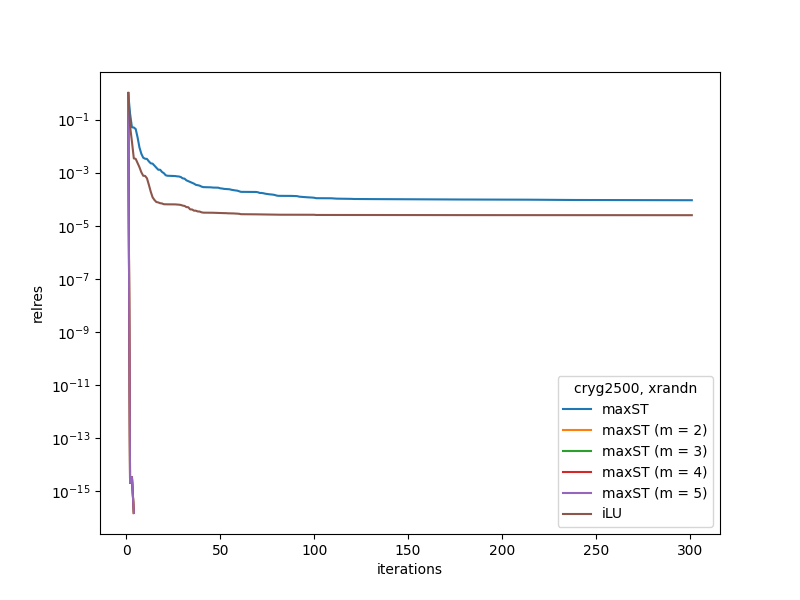 10^-1
10^-3
10^-5
10^-7
10^-9
10^-11
10^-13
10^-15
relres
0 50 100 150 200 250 300
iterations
cryg2500, xrandn
maxST
maxST (m = 2)
maxST (m = 3)
maxST (m = 4)
maxST (m = 5)
iLU